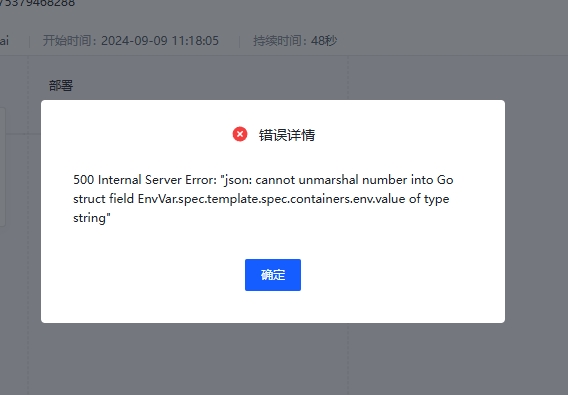 75379468288
ai
开始时间：2024-09-09 11:18:05
持续时间：48秒
部署
错误详情
500 Internal Server Error: "json: cannot unmarshal number into Go
struct field EnvVar.spec.template.spec.containers.env.value of type
string"
确定